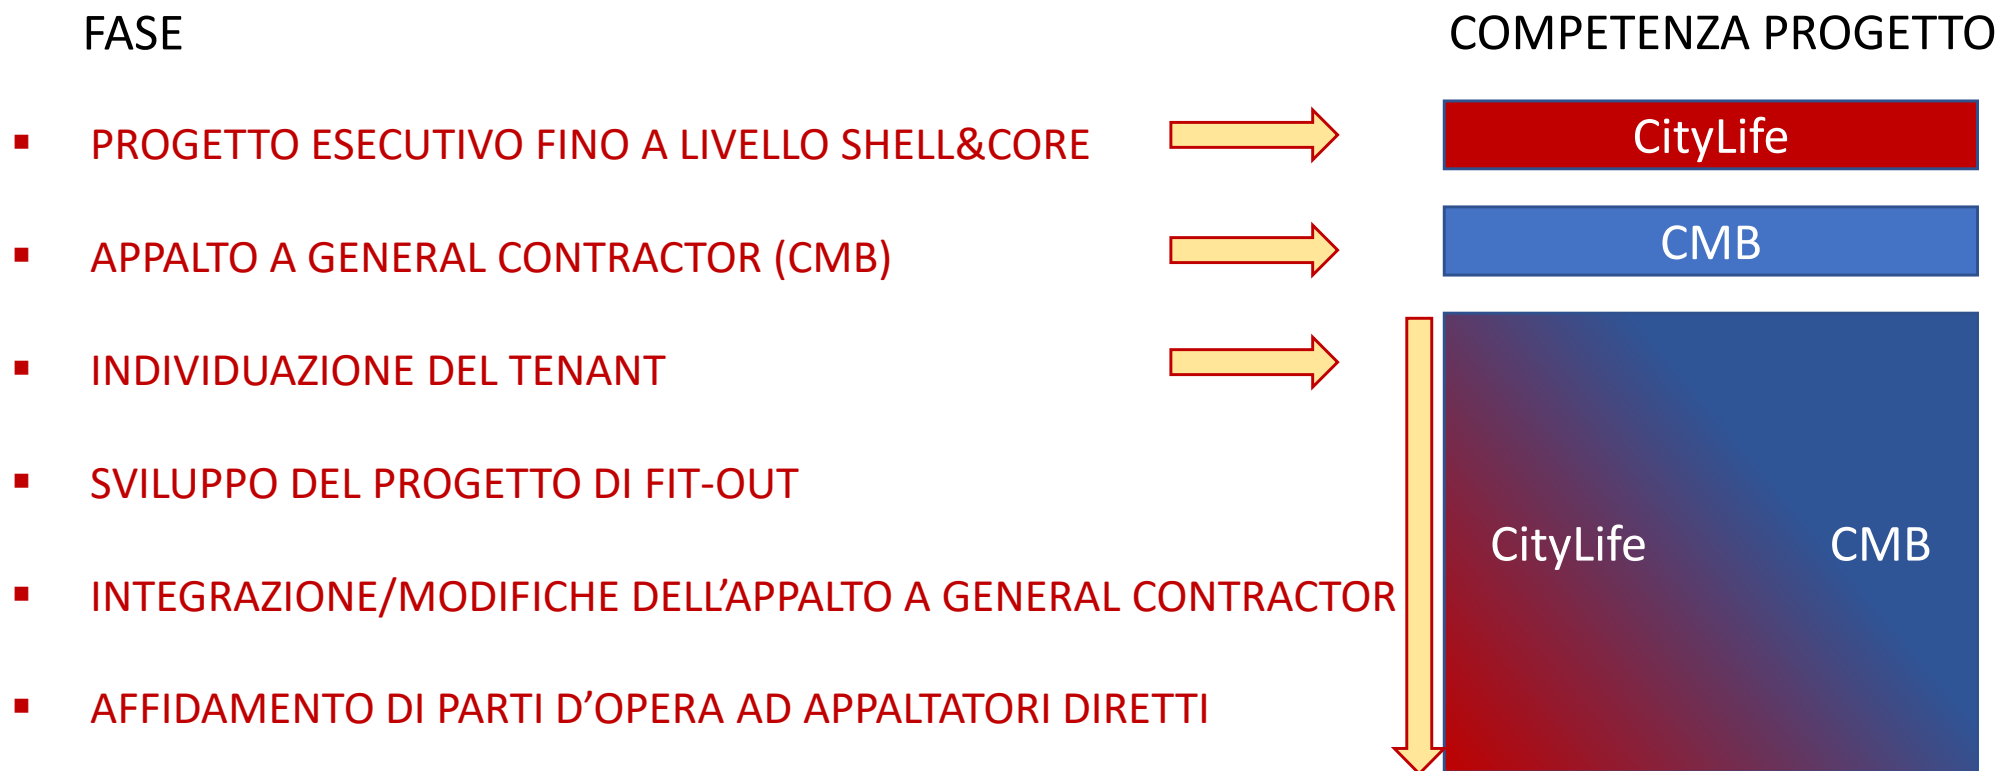 FASE
COMPETENZA PROGETTO
▪ PROGETTO ESECUTIVO FINO A LIVELLO SHELL&CORE
CityLife
▪ APPALTO A GENERAL CONTRACTOR (CMB)
CMB
▪ INDIVIDUAZIONE DEL TENANT
▪ SVILUPPO DEL PROGETTO DI FIT-OUT
CityLife
CMB
▪ INTEGRAZIONE/MODIFICHE DELL’APPALTO A GENERAL CONTRACTOR
▪ AFFIDAMENTO DI PARTI D’OPERA AD APPALTATORI DIRETTI